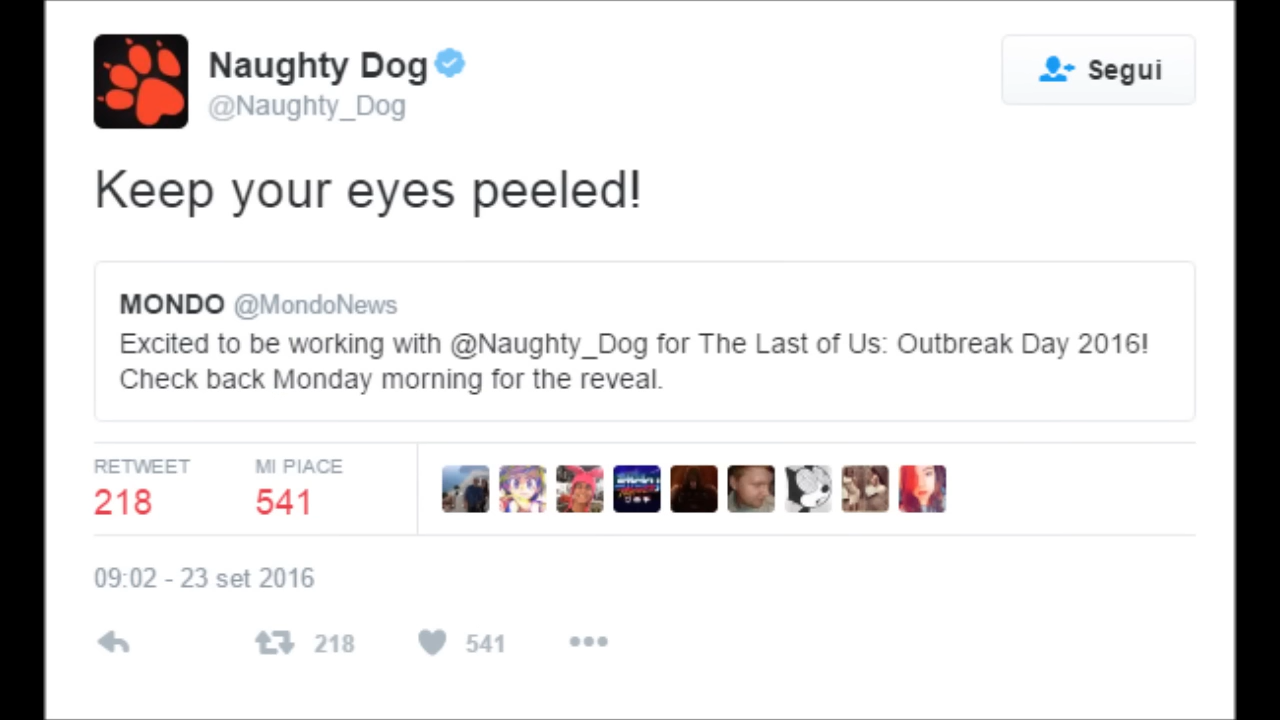 Naughty Dog
@Naughty_Dog
Segui
Keep your eyes peeled!
MONDO @MondoNews
Excited to be working with @Naughty_Dog for The Last of Us: Outbreak Day 2016!
Check back Monday morning for the reveal.
RETWEET MI PIACE
218 541
09:02 - 23 set 2016
218 541